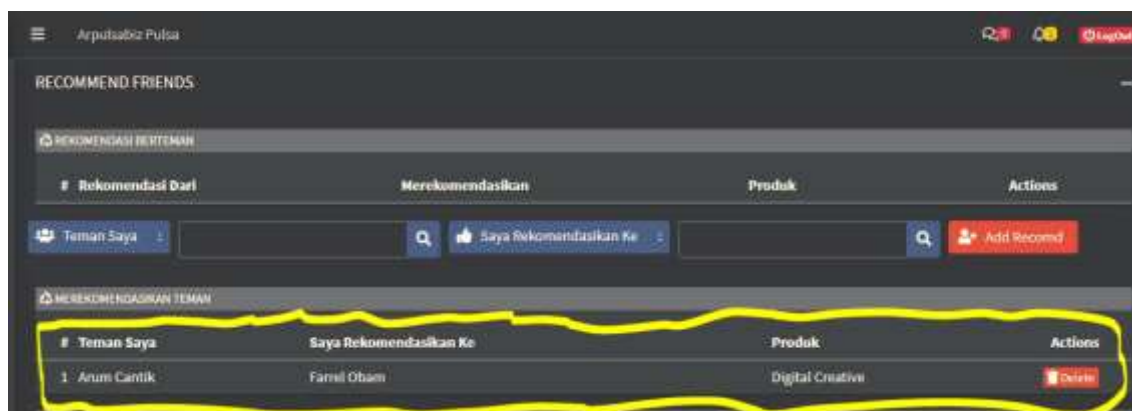 Arpulsabiz Pulsa LogOut
RECOMMEND FRIENDS
REKOMENDASI BERTEMAN
# Rekomendasi Dari Merekomendasikan Produk Actions
Teman Saya : Saya Rekomendasikan Ke : Add Recomd
MEREKOMENDASIKAN TEMAN
# Teman Saya Saya Rekomendasikan Ke Produk Actions
1 Arum Cantik Farrel Obam Digital Creative Delete